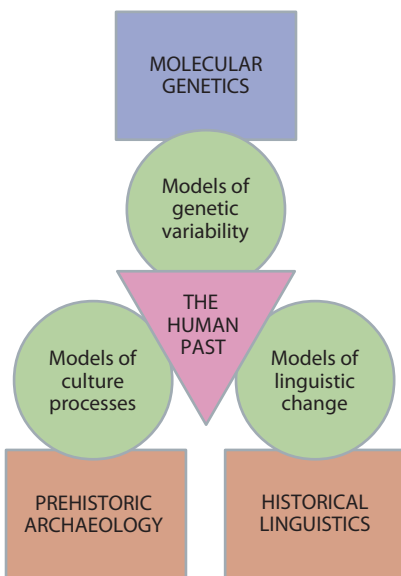 MOLECULAR
GENETICS
Models of
genetic
variability
THE
HUMAN
PAST
Models of
culture
processes
Models of
linguistic
change
PREHISTORIC
ARCHAEOLOGY
HISTORICAL
LINGUISTICS